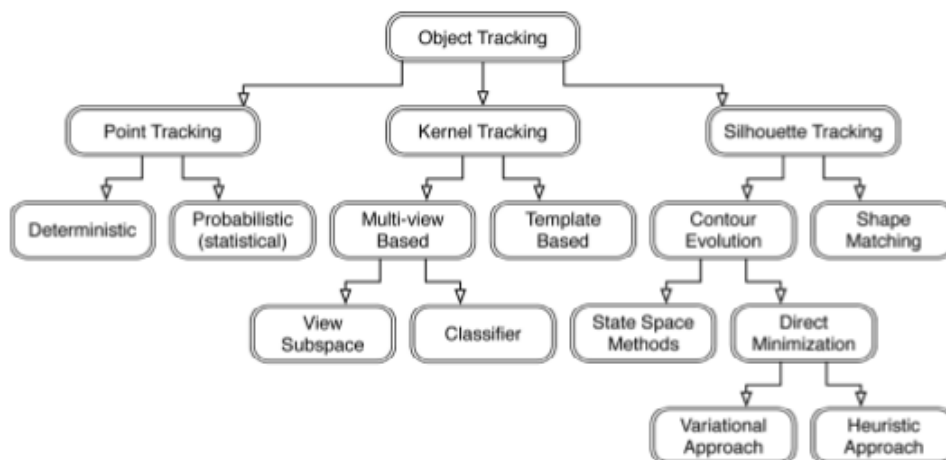 Object Tracking
Point Tracking
Kernel Tracking
Silhouette Tracking
Deterministic
Probabilistic
(statistical)
Multi-view
Based
Template
Based
Contour
Evolution
Shape
Matching
View
Subspace
Classifier
State Space
Methods
Direct
Minimization
Variational
Approach
Heuristic
Approach